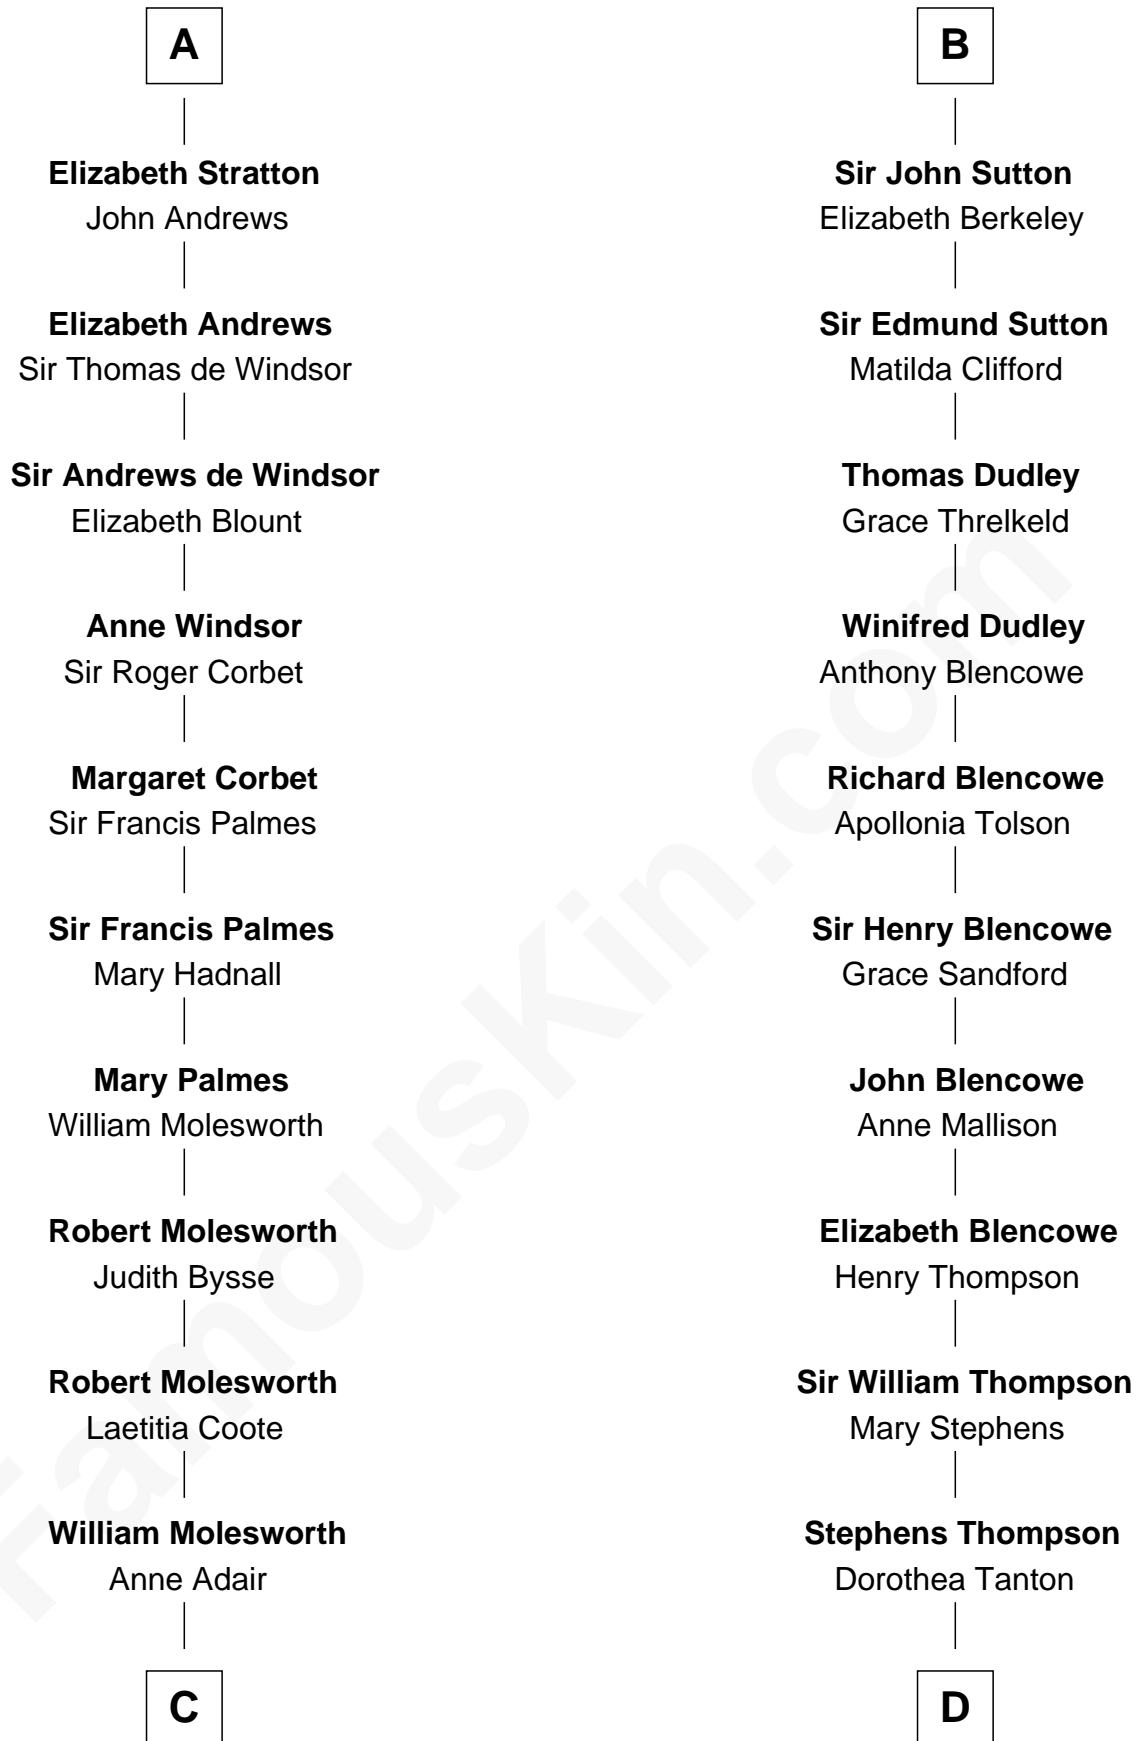 A
Elizabeth Stratton
John Andrews
Elizabeth Andrews
Sir Thomas de Windsor
Sir Andrews de Windsor
Elizabeth Blount
Anne Windsor
Sir Roger Corbet
Margaret Corbet
Sir Francis Palmes
Sir Francis Palmes
Mary Hadnall
Mary Palmes
William Molesworth
Robert Molesworth
Judith Bysse
Robert Molesworth
Laetitia Coote
William Molesworth
Anne Adair
C
B
Sir John Sutton
Elizabeth Berkeley
Sir Edmund Sutton
Matilda Clifford
Thomas Dudley
Grace Threlkeld
Winifred Dudley
Anthony Blencowe
Richard Blencowe
Apollonia Tolson
Sir Henry Blencowe
Grace Sandford
John Blencowe
Anne Mallison
Elizabeth Blencowe
Henry Thompson
Sir William Thompson
Mary Stephens
Stephens Thompson
Dorothea Tanton
D
FamousKin.com